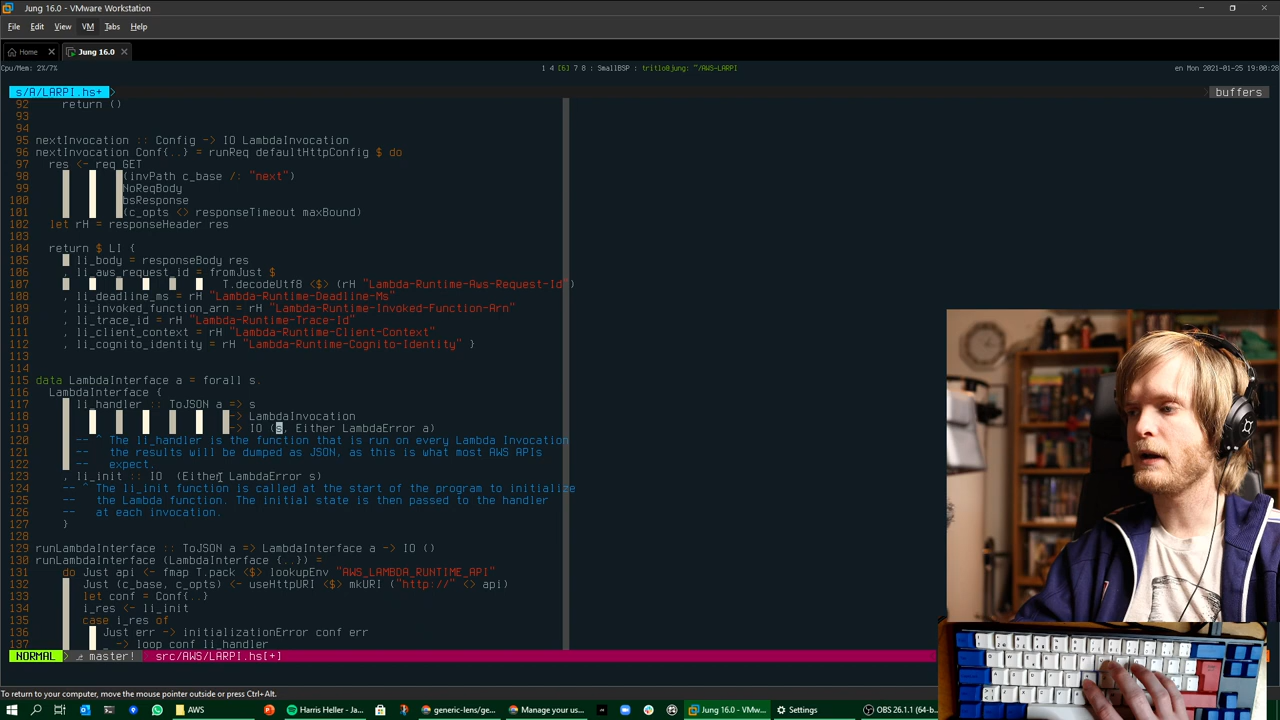 Jung 16.0 - VMware Workstation
File Edit View VM Tabs Help
Home Jung 16.0
Cpu/Mem: 2%/7% 1 4 [6] 7 8 : SmallBSP : tritlo@jung: ~/AWS-LARPI en Mon 2021-01-25 19:00:20
s/A/LARPI.hs+ buffers
92 return ()
93
94
95 nextInvocation :: Config -> IO LambdaInvocation
96 nextInvocation Conf{..} = runReq defaultHttpConfig $ do
97 res <- req GET
98 (invPath c_base /: "next")
99 NoReqBody
100 bsResponse
101 (c_opts <> responseTimeout maxBound)
102 let rH = responseHeader res
103
104 return $ LI {
105 li_body = responseBody res
106 , li_aws_request_id = fromJust $
107 T.decodeUtf8 <$> (rH "Lambda-Runtime-Aws-Request-Id")
108 , li_deadline_ms = rH "Lambda-Runtime-Deadline-Ms"
109 , li_invoked_function_arn = rH "Lambda-Runtime-Invoked-Function-Arn"
110 , li_trace_id = rH "Lambda-Runtime-Trace-Id"
111 , li_client_context = rH "Lambda-Runtime-Client-Context"
112 , li_cognito_identity = rH "Lambda-Runtime-Cognito-Identity" }
113
114
115 data LambdaInterface a = forall s.
116 LambdaInterface {
117 li_handler :: ToJSON a => s
118 -> LambdaInvocation
119 -> IO (s, Either LambdaError a)
120 -- ^ The li_handler is the function that is run on every Lambda Invocation
121 -- the results will be dumped as JSON, as this is what most AWS APIs
122 -- expect.
123 , li_init :: IO (Either LambdaError s)
124 -- ^ The li_init function is called at the start of the program to initialize
125 -- the Lambda function. The initial state is then passed to the handler
126 -- at each invocation.
127 }
128
129 runLambdaInterface :: ToJSON a => LambdaInterface a -> IO ()
130 runLambdaInterface (LambdaInterface {..}) =
131 do Just api <- fmap T.pack <$> lookupEnv "AWS_LAMBDA_RUNTIME_API"
132 Just (c_base, c_opts) <- useHttpURI <$> mkURI ("http://" <> api)
133 let conf = Conf{..}
134 i_res <- li_init
135 case i_res of
136 Just err -> initializationError conf err
137 _ -> loop conf li_handler
NORMAL master! src/AWS/LARPI.hs[+]
To return to your computer, move the mouse pointer outside or press Ctrl+Alt.
AWS Harris Heller - ... generic-lens/ge... Manage your us... Jung 16.0 - VMw... Settings OBS 26.1.1 (64-b...